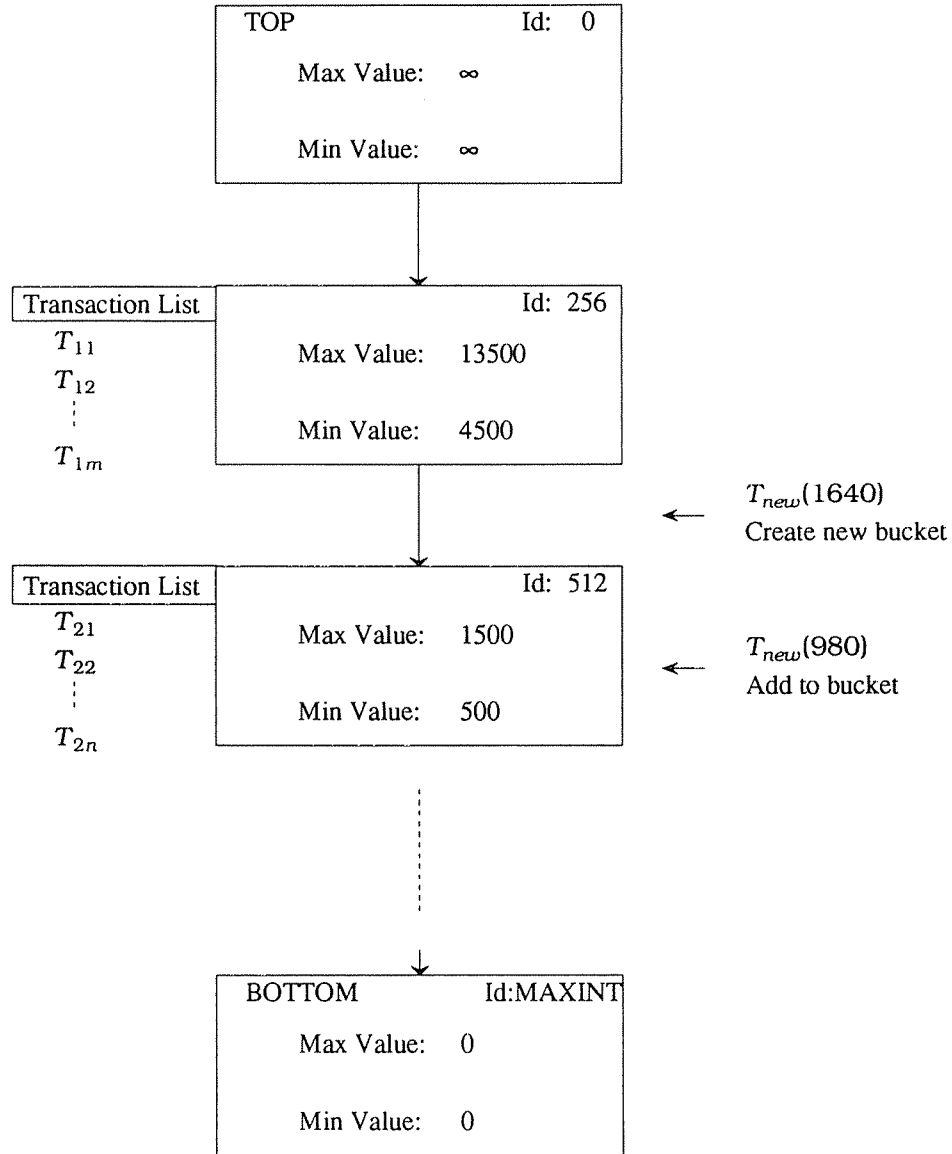 TOP Id: 0
Max Value: ∞
Min Value: ∞
Transaction List
Id: 256
T11
Max Value: 13500
T12
Min Value: 4500
T1m
Tnew(1640)
Create new bucket
Transaction List
Id: 512
T21
Max Value: 1500
T22
Tnew(980)
Add to bucket
Min Value: 500
T2n
BOTTOM Id:MAXINT
Max Value: 0
Min Value: 0